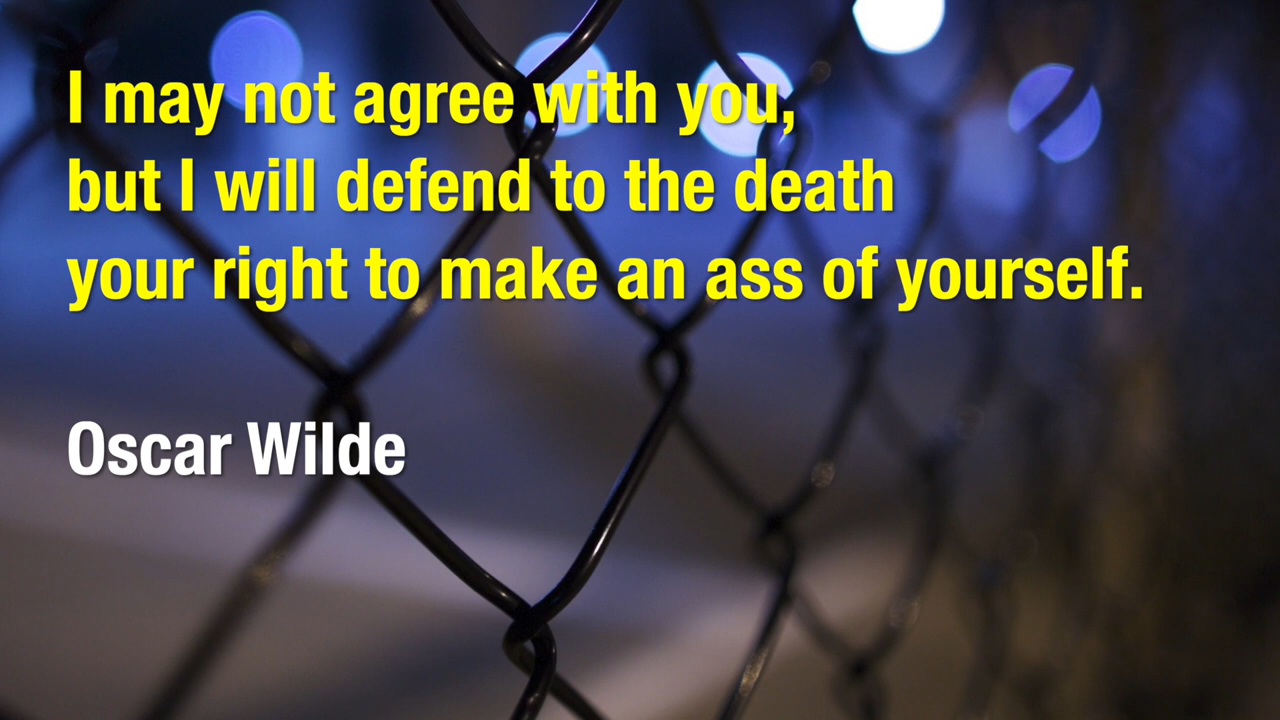 I may not agree with you,
but I will defend to the death
your right to make an ass of yourself.
Oscar Wilde